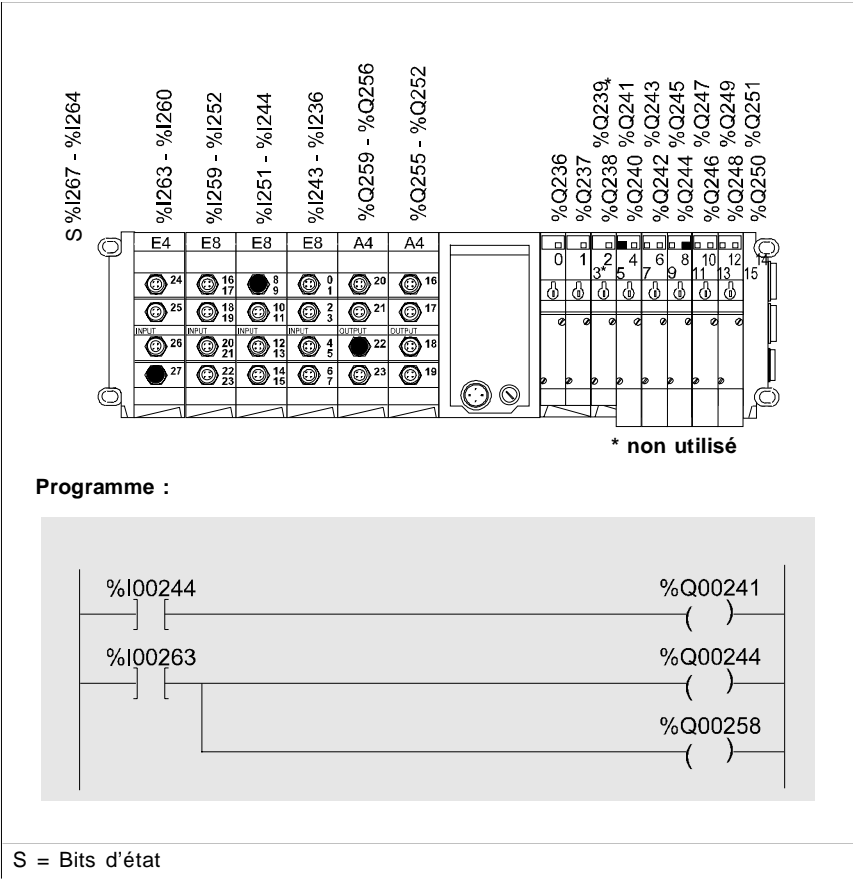 S %I267 - %I264
%I263 - %I260
%I259 - %I252
%I251 - %I244
%I243 - %I236
%Q259 - %Q256
%Q255 - %Q252
%Q236
%Q237
%Q238
%Q239*
%Q240
%Q241
%Q242
%Q243
%Q244
%Q245
%Q246
%Q247
%Q248
%Q249
%Q250
%Q251
E4 E8 E8 E8 A4 A4
0 1 2 4 6 8 10 12 14
3* 5 7 9 11 13 15
24 16 8 0 20 16
17 9 1
25 18 10 2 21 17
19 11 3
INPUT INPUT INPUT INPUT OUTPUT OUTPUT
26 20 12 4 22 18
21 13 5
27 22 14 6 23 19
23 15 7
* non utilisé
Programme :
%I00244 %Q00241
%I00263 %Q00244
%Q00258
S = Bits d'état